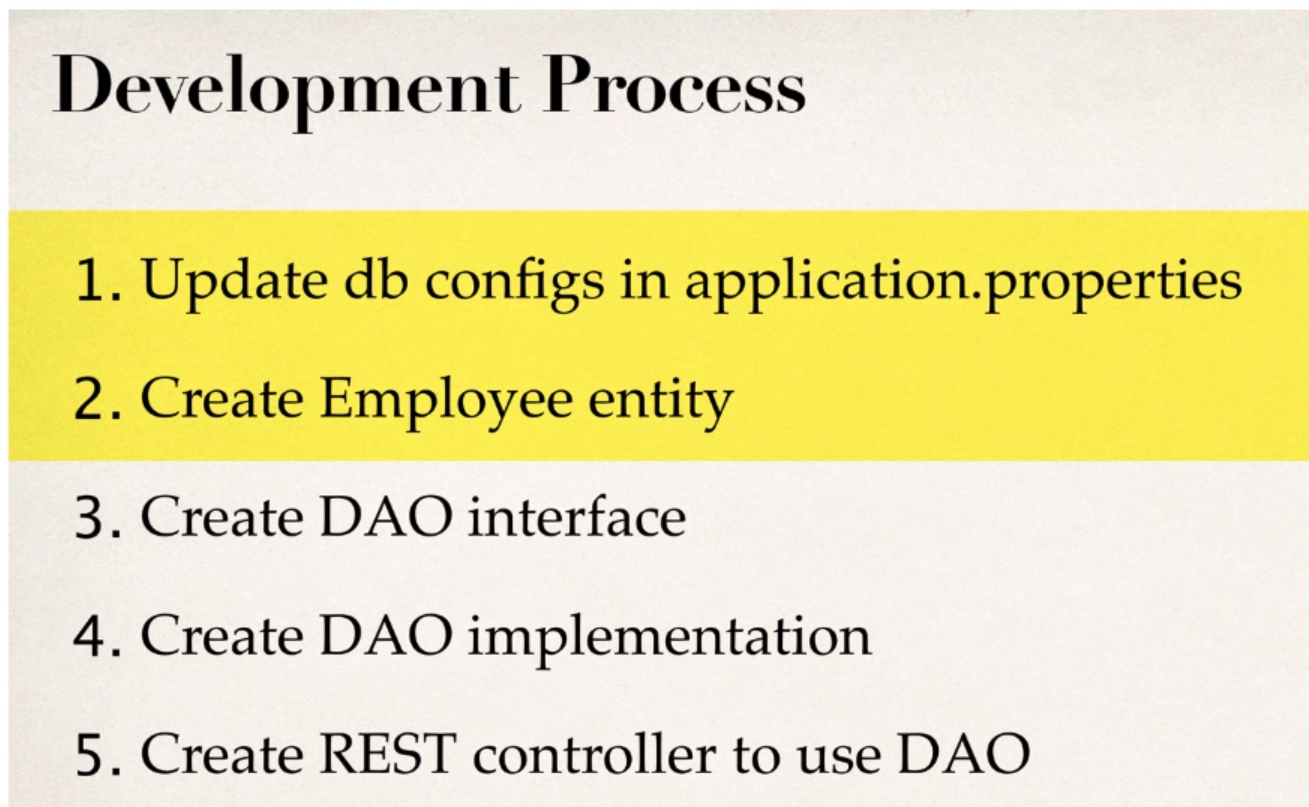 Development Process
1. Update db configs in application.properties
2. Create Employee entity
3. Create DAO interface
4. Create DAO implementation
5. Create REST controller to use DAO